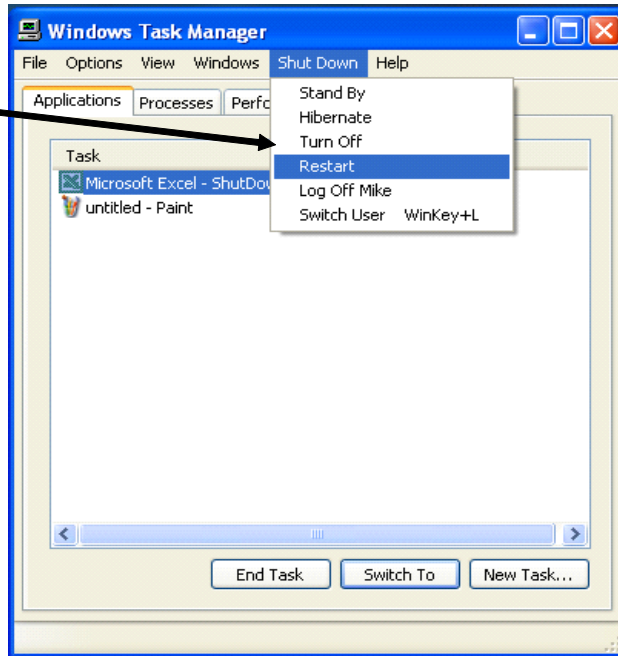 Windows Task Manager
File Options View Windows Shut Down Help
Applications Processes Perfo
Stand By
Hibernate
Turn Off
Restart
Log Off Mike
Switch User WinKey+L
Task
Microsoft Excel - ShutDo
untitled - Paint
End Task Switch To New Task...